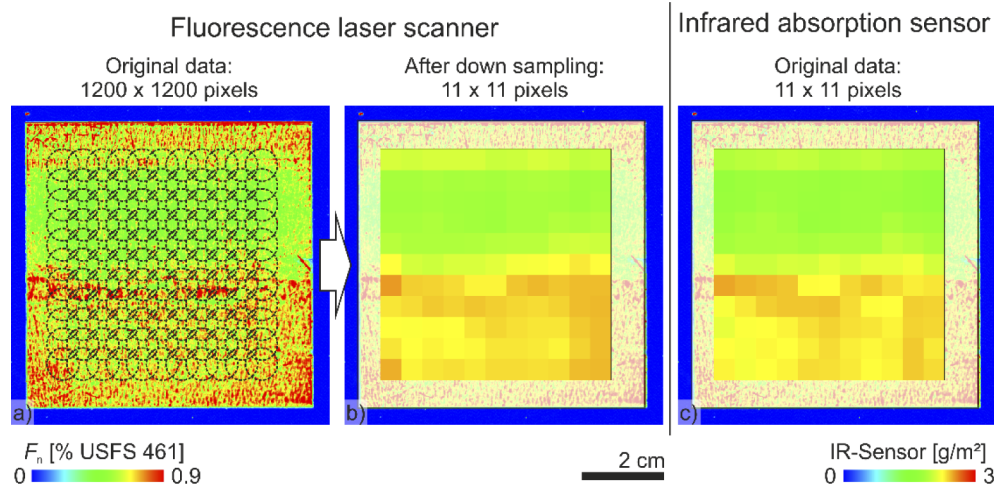 Fluorescence laser scanner
Infrared absorption sensor
Original data:
1200 x 1200 pixels
After down sampling:
11 x 11 pixels
Original data:
11 x 11 pixels
a)
b)
c)
Fₙ [% USFS 461]
0 0.9
2 cm
IR-Sensor [g/m²]
0 3